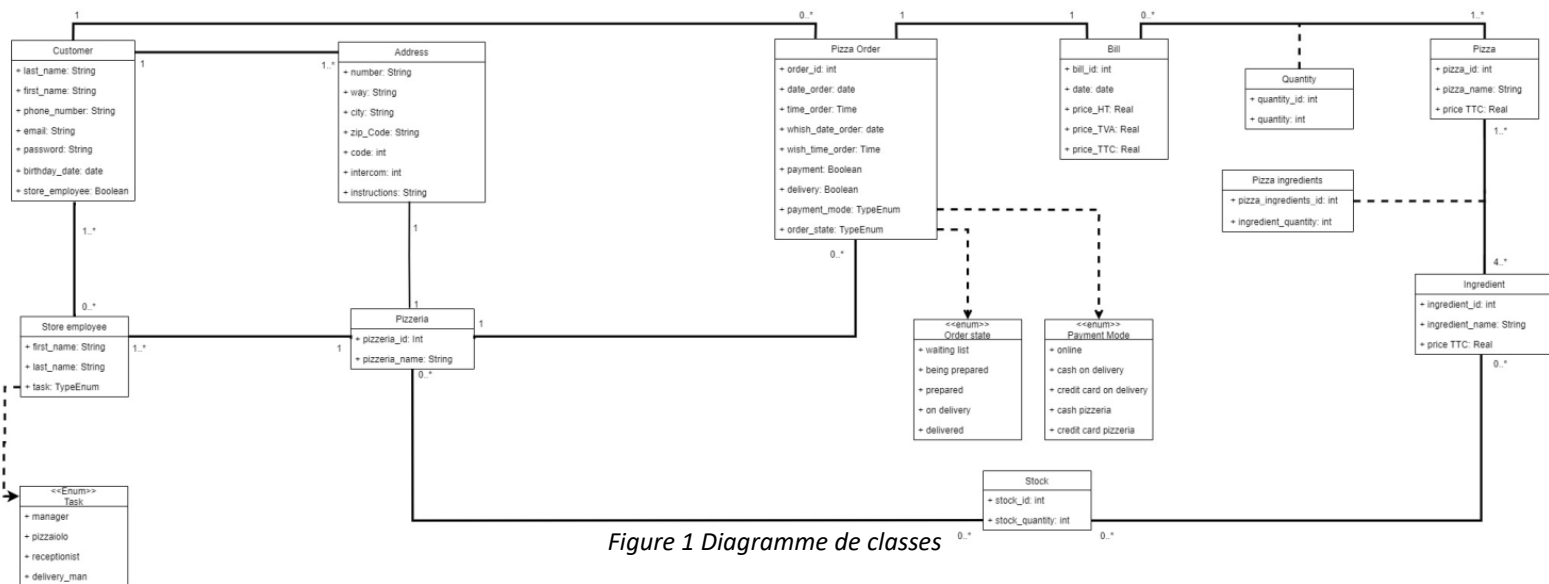 1
0..*
1
1
0..*
1..*
Customer
+ last_name: String
+ first_name: String
+ phone_number: String
+ email: String
+ password: String
+ birthday_date: date
+ store_employee: Boolean
1
1..*
Address
+ number: String
+ way: String
+ city: String
+ zip_Code: String
+ code: int
+ intercom: int
+ instructions: String
Pizza Order
+ order_id: int
+ date_order: date
+ time_order: Time
+ whish_date_order: date
+ wish_time_order: Time
+ payment: Boolean
+ delivery: Boolean
+ payment_mode: TypeEnum
+ order_state: TypeEnum
Bill
+ bill_id: int
+ date: date
+ price_HT: Real
+ price_TVA: Real
+ price_TTC: Real
Quantity
+ quantity_id: int
+ quantity: int
Pizza
+ pizza_id: int
+ pizza_name: String
+ price TTC: Real
1..*
Pizza ingredients
+ pizza_ingredients_id: int
+ ingredient_quantity: int
1..*
1
0..*
4..*
0..*
1
Store employee
+ first_name: String
+ last_name: String
+ task: TypeEnum
1..*
1
Pizzeria
+ pizzeria_id: Int
+ pizzeria_name: String
1
0..*
<<enum>>
Order state
+ waiting list
+ being prepared
+ prepared
+ on delivery
+ delivered
<<enum>>
Payment Mode
+ online
+ cash on delivery
+ credit card on delivery
+ cash pizzeria
+ credit card pizzeria
Ingredient
+ ingredient_id: int
+ ingredient_name: String
+ price TTC: Real
0..*
<<Enum>>
Task
+ manager
+ pizzaiolo
+ receptionist
+ delivery_man
Stock
+ stock_id: int
+ stock_quantity: int
0..*
0..*
Figure 1 Diagramme de classes